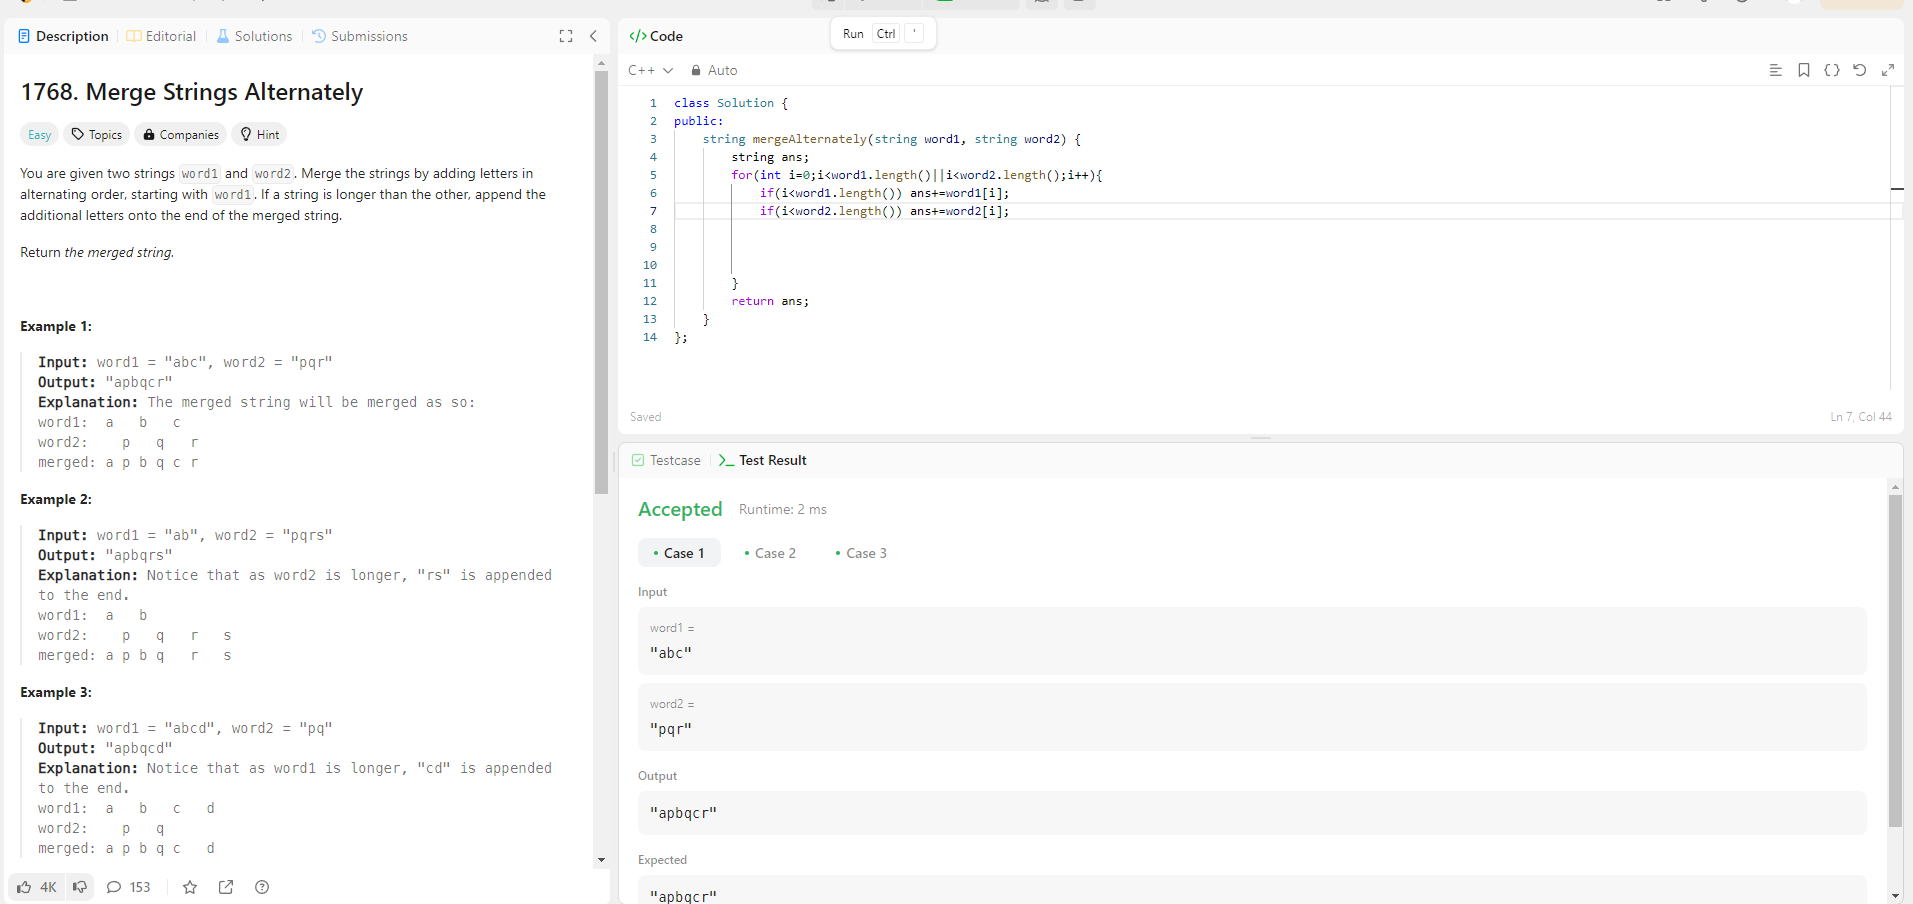 Description
Editorial
Solutions
Submissions
1768. Merge Strings Alternately
Easy
Topics
Companies
Hint
You are given two strings word1 and word2. Merge the strings by adding letters in
alternating order, starting with word1. If a string is longer than the other, append the
additional letters onto the end of the merged string.
Return the merged string.
Example 1:
Input: word1 = "abc", word2 = "pqr"
Output: "apbqcr"
Explanation: The merged string will be merged as so:
word1:  a   b   c
word2:    p   q   r
merged: a p b q c r
Example 2:
Input: word1 = "ab", word2 = "pqrs"
Output: "apbqrs"
Explanation: Notice that as word2 is longer, "rs" is appended
to the end.
word1:  a   b
word2:    p   q   r   s
merged: a p b q   r   s
Example 3:
Input: word1 = "abcd", word2 = "pq"
Output: "apbqcd"
Explanation: Notice that as word1 is longer, "cd" is appended
to the end.
word1:  a   b   c   d
word2:    p   q
merged: a p b q c   d
4K
153
</> Code
Run Ctrl '
C++
Auto
1 class Solution {
2 public:
3     string mergeAlternately(string word1, string word2) {
4         string ans;
5         for(int i=0;i<word1.length()||i<word2.length();i++){
6             if(i<word1.length()) ans+=word1[i];
7             if(i<word2.length()) ans+=word2[i];
8
9
10
11         }
12         return ans;
13     }
14 };
Saved
Ln 7, Col 44
Testcase
Test Result
Accepted
Runtime: 2 ms
Case 1
Case 2
Case 3
Input
word1 =
"abc"
word2 =
"pqr"
Output
"apbqcr"
Expected
"apbqcr"